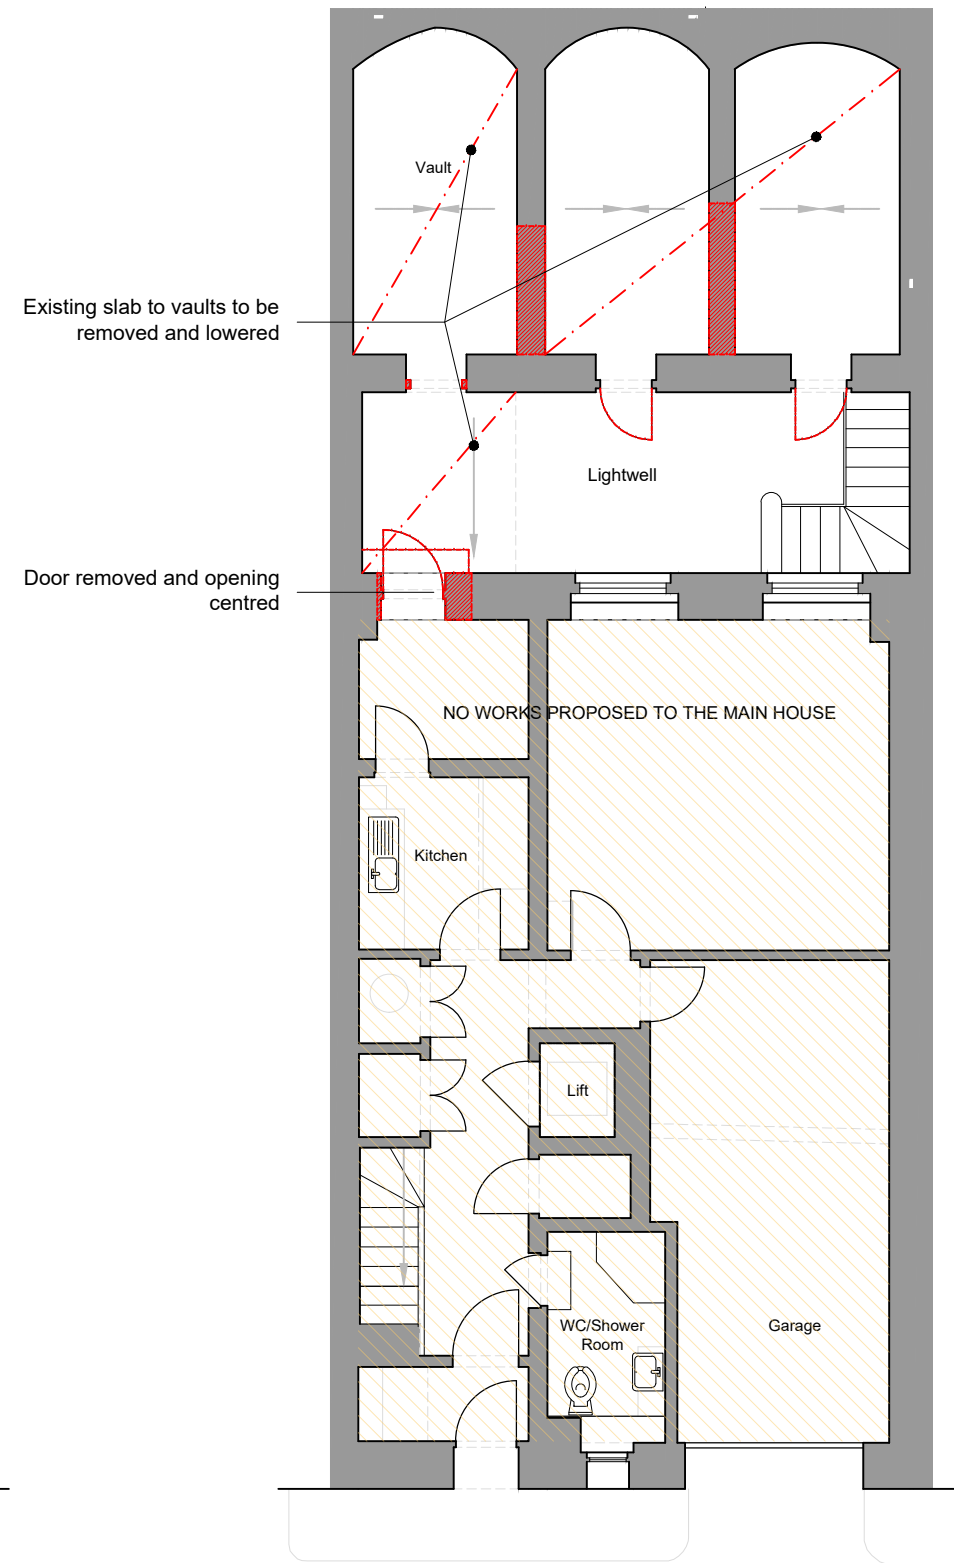 Vault
Existing slab to vaults to be
removed and lowered
Lightwell
Door removed and opening
centred
NO WORKS PROPOSED TO THE MAIN HOUSE
Kitchen
Lift
WC/Shower
Room
Garage